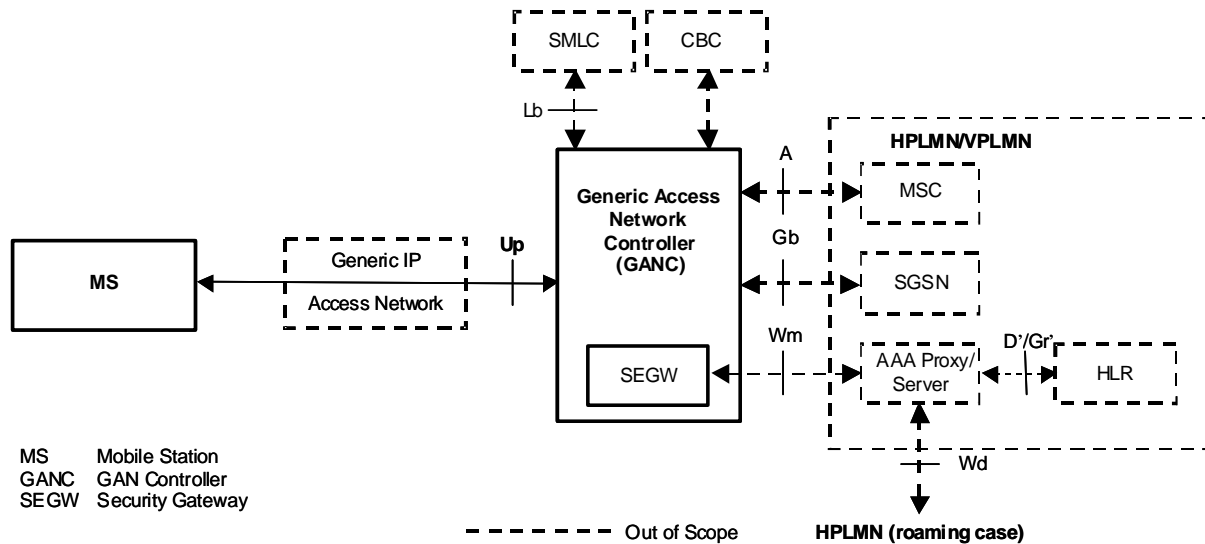 SMLC
CBC
Lb
HPLMN/VPLMN
A
MSC
Generic Access
Network
Controller
(GANC)
Gb
SGSN
MS
Generic IP
Access Network
Up
Wm
SEGW
AAA Proxy/
Server
D'/Gr'
HLR
Wd
HPLMN (roaming case)
MS Mobile Station
GANC GAN Controller
SEGW Security Gateway
Out of Scope